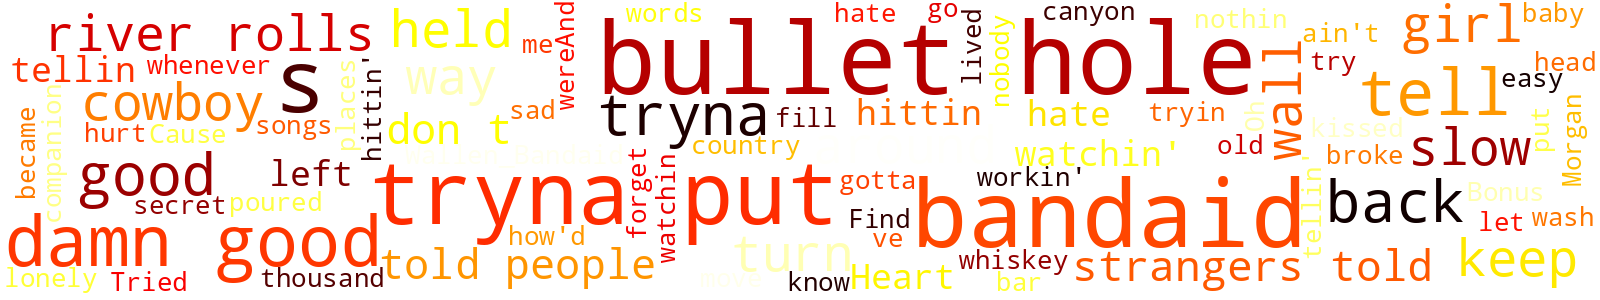 river rolls
s
held
me
wereAnd
words
hate
go
bullet hole
lived
nobody
canyon
nothin
ain't
girl
baby
tellin
whenever
places
hittin'
way
try
tell
easy
head
cowboy
songs
sad
tryna
fill
hittin
hate
tryin
Oh
wall
kissed
put
Morgan
became
companion
hurt
Cause
don t
country
watchin'
old
broke
slow
good
left
secret
poured
tryna
forget
watchin
put
gotta
workin'
Find
ve
bandaid
tellin'
back
Bonus
let
wash
damn good
lonely
Tried
thousand
how'd
told people
turn
know
Heart
whiskey
bar
strangers
told
keep